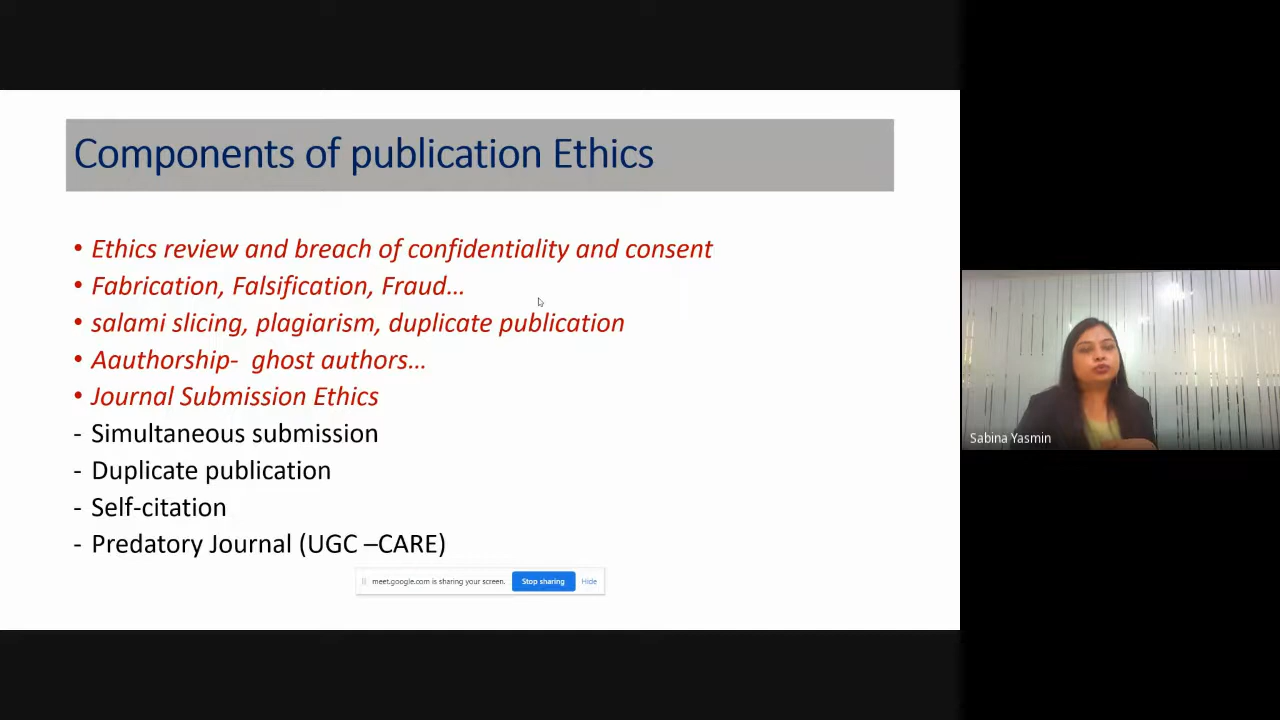 Components of publication Ethics
• Ethics review and breach of confidentiality and consent
• Fabrication, Falsification, Fraud...
• salami slicing, plagiarism, duplicate publication
• Aauthorship- ghost authors...
• Journal Submission Ethics
- Simultaneous submission
- Duplicate publication
- Self-citation
- Predatory Journal (UGC –CARE)
meet.google.com is sharing your screen. Stop sharing Hide
Sabina Yasmin